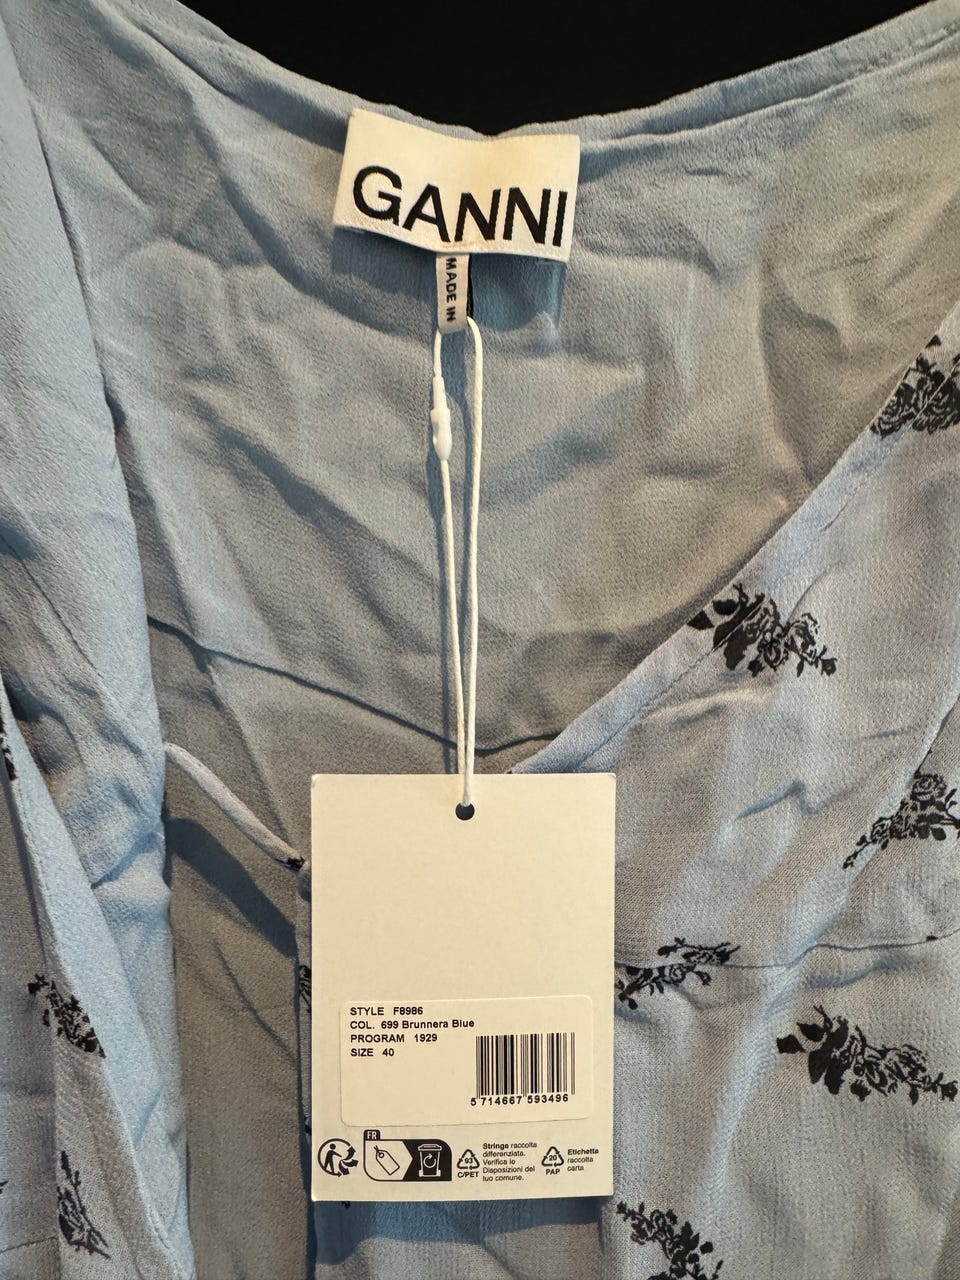 GANNI
MADE IN
STYLE F8986
COL. 699 Brunnera Blue
PROGRAM 1929
SIZE 40
5 714667 593496
FR
93
C/PET
Stringa raccolta
differenziata.
Verifica le
Disposizioni del
tuo comune.
20
PAP
Etichetta
raccolta
carta